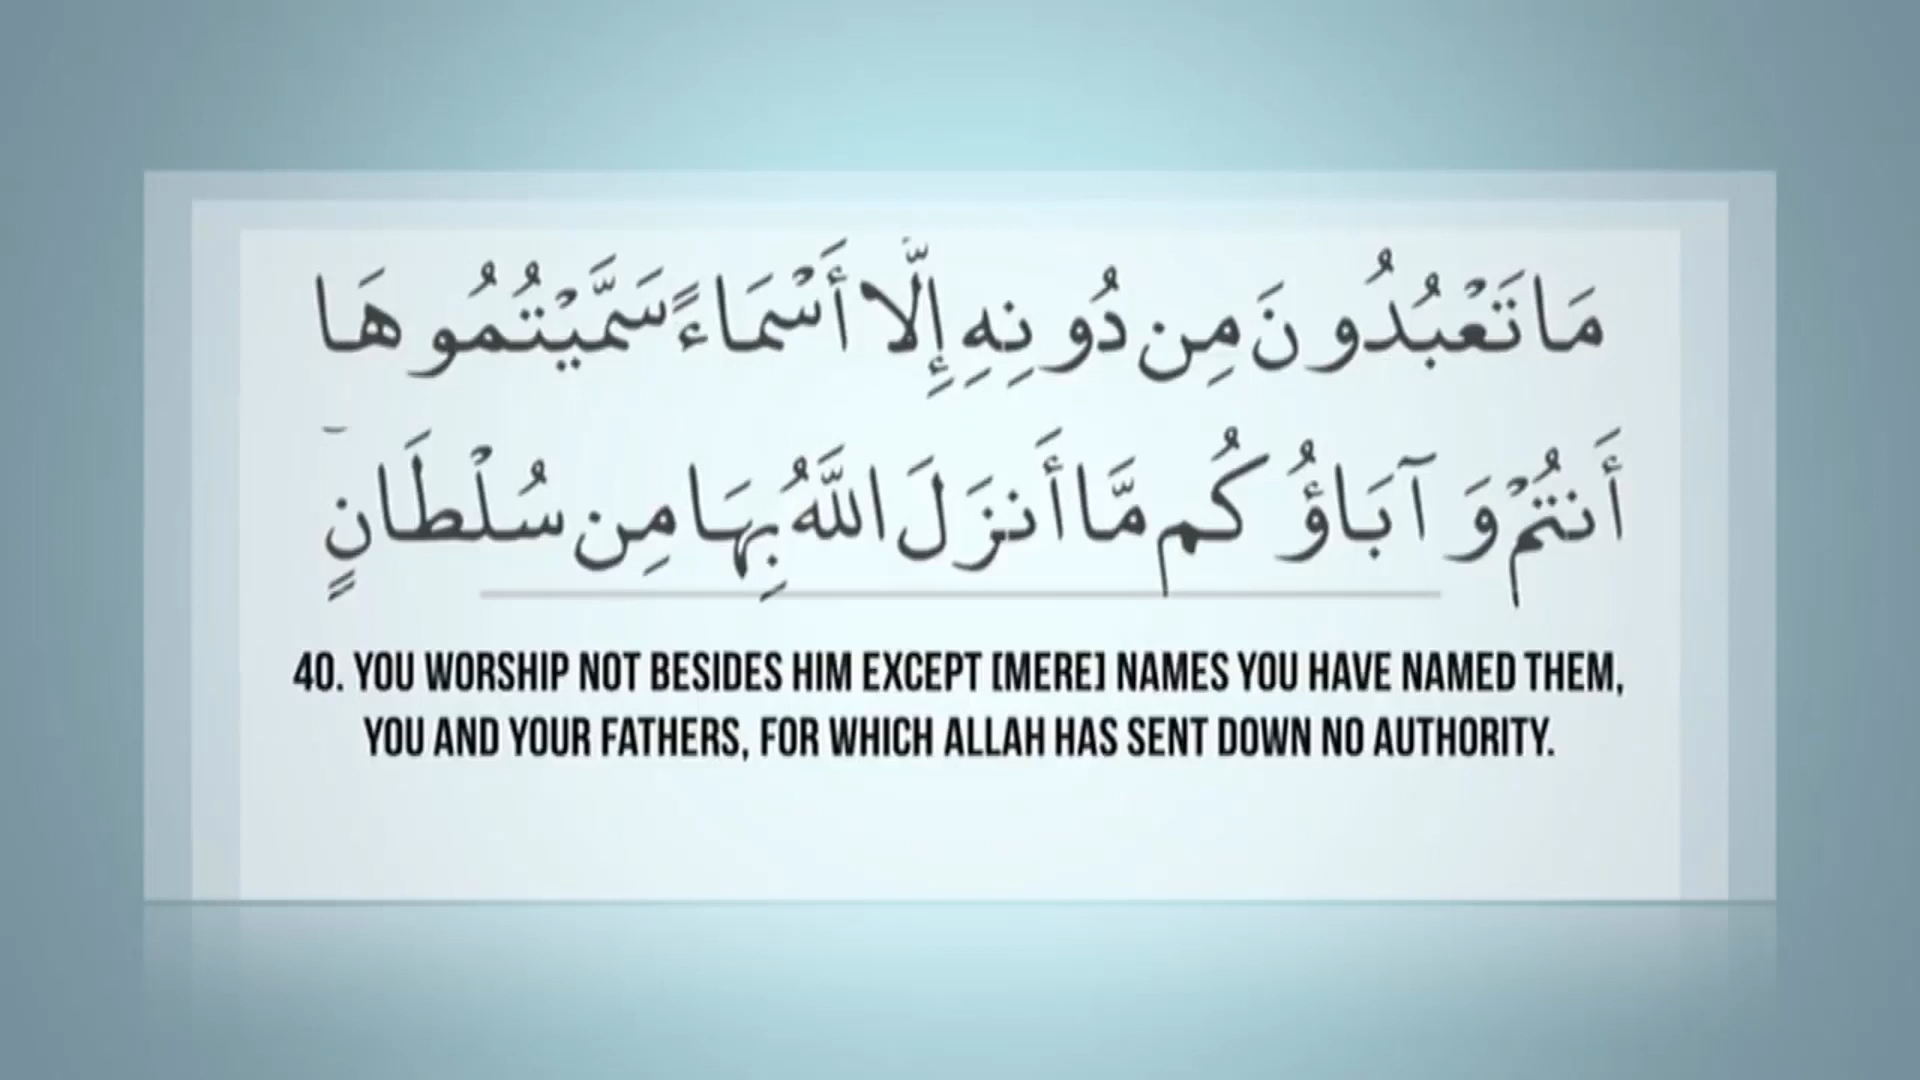 مَا تَعْبُدُونَ مِن دُونِهِ إِلَّا أَسْمَاءً سَمَّيْتُمُوهَا
أَنتُمْ وَآبَاؤُكُم مَّا أَنزَلَ اللَّهُ بِهَا مِن سُلْطَانٍ ۚ
40. YOU WORSHIP NOT BESIDES HIM EXCEPT [MERE] NAMES YOU HAVE NAMED THEM,
YOU AND YOUR FATHERS, FOR WHICH ALLAH HAS SENT DOWN NO AUTHORITY.